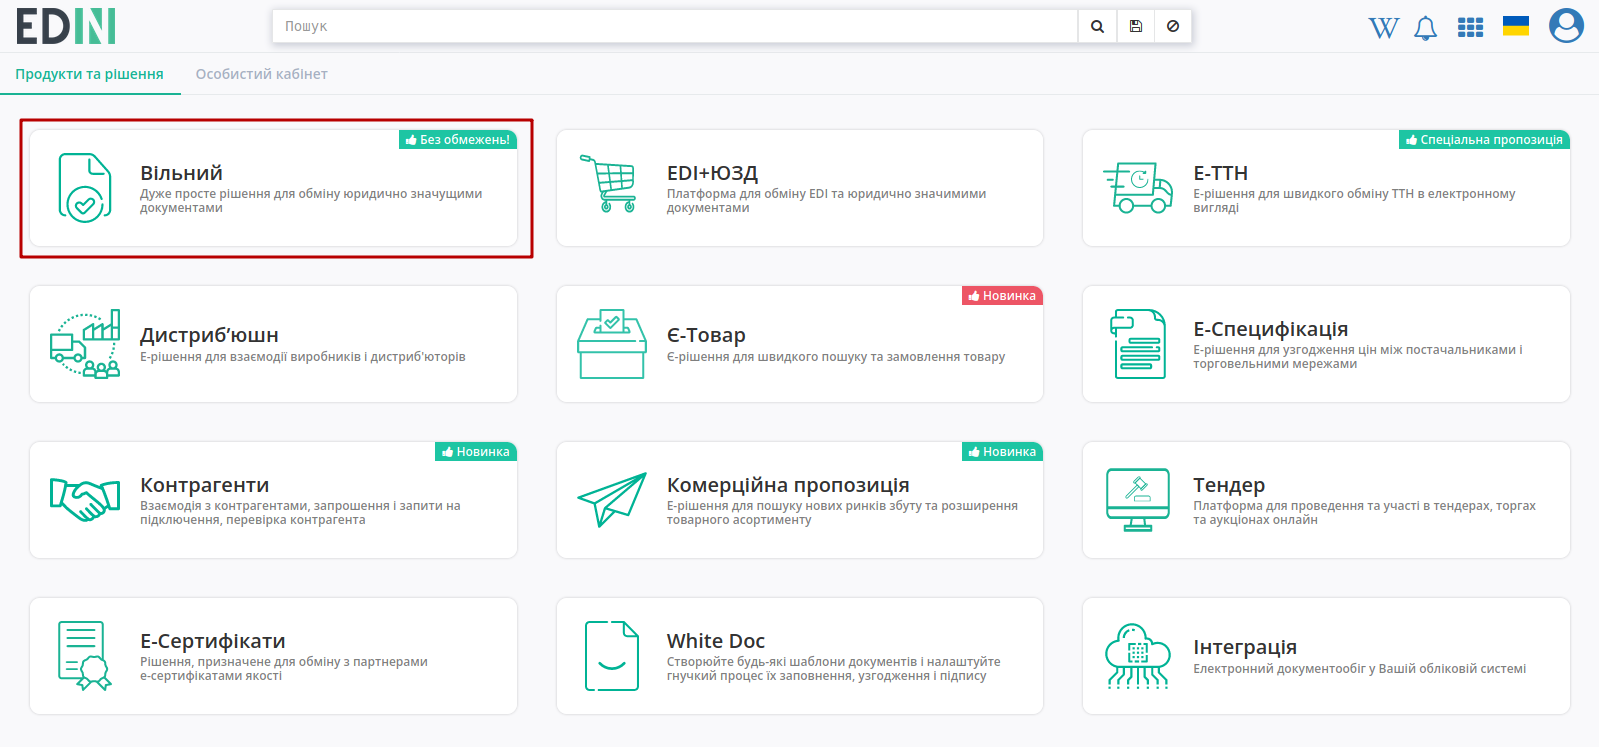 EDIN
Пошук
W
Продукти та рішення
Особистий кабінет
Без обмежень!
Вільний
Дуже просте рішення для обміну юридично значущими
документами
EDI+ЮЗД
Платформа для обміну EDI та юридично значимими
документами
Спеціальна пропозиція
Е-ТТН
Е-рішення для швидкого обміну ТТН в електронному
вигляді
Дистриб’юшн
Е-рішення для взаємодії виробників і дистриб'юторів
Новинка
Є-Товар
Є-рішення для швидкого пошуку та замовлення товару
Е-Специфікація
Е-рішення для узгодження цін між постачальниками і
торговельними мережами
Новинка
Контрагенти
Взаємодія з контрагентами, запрошення і запити на
підключення, перевірка контрагента
Новинка
Комерційна пропозиція
Е-рішення для пошуку нових ринків збуту та розширення
товарного асортименту
Тендер
Платформа для проведення та участі в тендерах, торгах
та аукціонах онлайн
Е-Сертифікати
Рішення, призначене для обміну з партнерами
е-сертифікатами якості
White Doc
Створюйте будь-які шаблони документів і налаштуйте
гнучкий процес їх заповнення, узгодження і підпису
Інтеграція
Електронний документообіг у Вашій обліковій системі